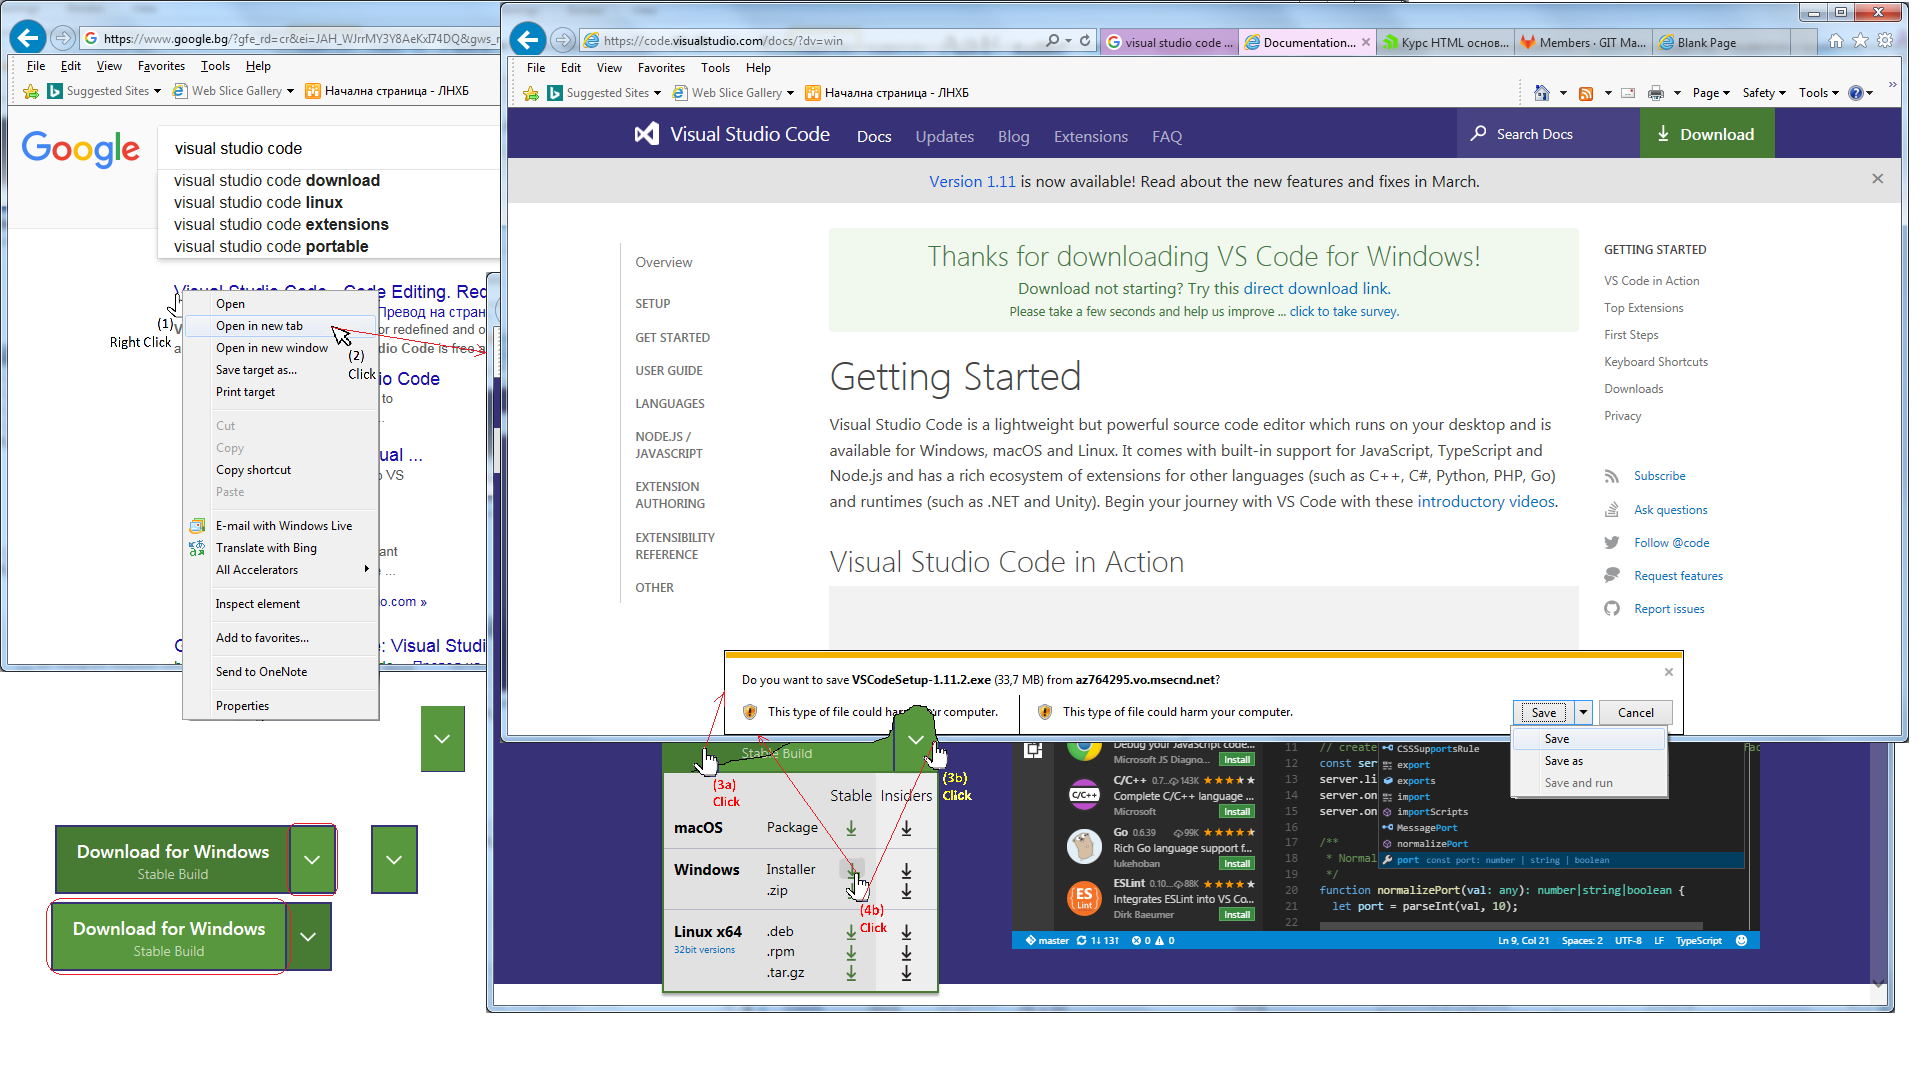 https://www.google.bg/?gfe_rd=cr&ei=JAH_WJrrMY3Y8AeKxI74DQ&gws_r
File Edit View Favorites Tools Help
Suggested Sites Web Slice Gallery Начална страница - ЛНХБ
Google
visual studio code
visual studio code download
visual studio code linux
visual studio code extensions
visual studio code portable
Visual Studio Code - Code Editing. Red
(1)
Right Click
Open
Open in new tab
Open in new window
Save target as...
Print target
Cut
Copy
Copy shortcut
Paste
E-mail with Windows Live
Translate with Bing
All Accelerators
Inspect element
Add to favorites...
Send to OneNote
Properties
(2)
Click
Превод на стран
or redefined and o
dio Code is free a
io Code
to
ual ...
VS
ant
o.com »
: Visual Studi
https://code.visualstudio.com/docs/?dv=win
visual studio code ...
Documentation...
Курс HTML основ...
Members · GIT Ma...
Blank Page
File Edit View Favorites Tools Help
Suggested Sites Web Slice Gallery Начална страница - ЛНХБ
Page Safety Tools
Visual Studio Code Docs Updates Blog Extensions FAQ
Search Docs
Download
Version 1.11 is now available! Read about the new features and fixes in March.
Overview
SETUP
GET STARTED
USER GUIDE
LANGUAGES
NODE.JS /
JAVASCRIPT
EXTENSION
AUTHORING
EXTENSIBILITY
REFERENCE
OTHER
Thanks for downloading VS Code for Windows!
Download not starting? Try this direct download link.
Please take a few seconds and help us improve ... click to take survey.
Getting Started
Visual Studio Code is a lightweight but powerful source code editor which runs on your desktop and is
available for Windows, macOS and Linux. It comes with built-in support for JavaScript, TypeScript and
Node.js and has a rich ecosystem of extensions for other languages (such as C++, C#, Python, PHP, Go)
and runtimes (such as .NET and Unity). Begin your journey with VS Code with these introductory videos.
Visual Studio Code in Action
GETTING STARTED
VS Code in Action
Top Extensions
First Steps
Keyboard Shortcuts
Downloads
Privacy
Subscribe
Ask questions
Follow @code
Request features
Report issues
Do you want to save VSCodeSetup-1.11.2.exe (33,7 MB) from az764295.vo.msecnd.net?
This type of file could har ur computer.
This type of file could harm your computer.
Save
Cancel
Save
Save as
Save and run
Download for Windows
Stable Build
Download for Windows
Stable Build
Stable Build
(3a)
Click
(3b)
Click
Stable Insiders
macOS Package
Windows Installer
.zip
Linux x64 .deb
32bit versions
.rpm
.tar.gz
(4b)
Click
Debug your JavaScript code...
Microsoft JS Diagno... Install
C/C++ 0.7... 143K
C/C++
Complete C/C++ language ...
Microsoft Install
Go 0.6.39 99K
Rich Go language support f...
lukehoban Install
ESLint 0.10... 88K
ES
Lint
Integrates ESLint into VS Co...
Dirk Baeumer Install
11 // create
12 const ser
13 server.li
14 server.on
15 server.on
16
17 /**
18 * Normal
19 */
20 function normalizePort(val: any): number|string|boolean {
21 let port = parseInt(val, 10);
22
CSSSupportsRule
export
exports
import
importScripts
MessagePort
normalizePort
port const port: number | string | boolean
master 1↓ 13↑ 0 0
Ln 9, Col 21 Spaces: 2 UTF-8 LF TypeScript